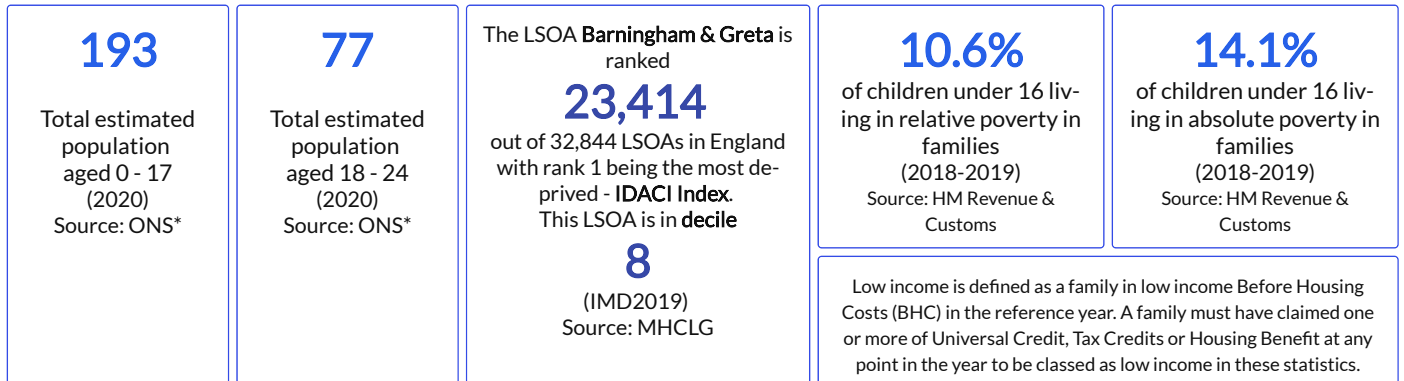 193
Total estimated
population
aged 0 - 17
(2020)
Source: ONS*
77
Total estimated
population
aged 18 - 24
(2020)
Source: ONS*
The LSOA Barningham & Greta is
ranked
23,414
out of 32,844 LSOAs in England
with rank 1 being the most de-
prived - IDACI Index.
This LSOA is in decile
8
(IMD2019)
Source: MHCLG
10.6%
of children under 16 liv-
ing in relative poverty in
families
(2018-2019)
Source: HM Revenue &
Customs
14.1%
of children under 16 liv-
ing in absolute poverty in
families
(2018-2019)
Source: HM Revenue &
Customs
Low income is defined as a family in low income Before Housing
Costs (BHC) in the reference year. A family must have claimed one
or more of Universal Credit, Tax Credits or Housing Benefit at any
point in the year to be classed as low income in these statistics.